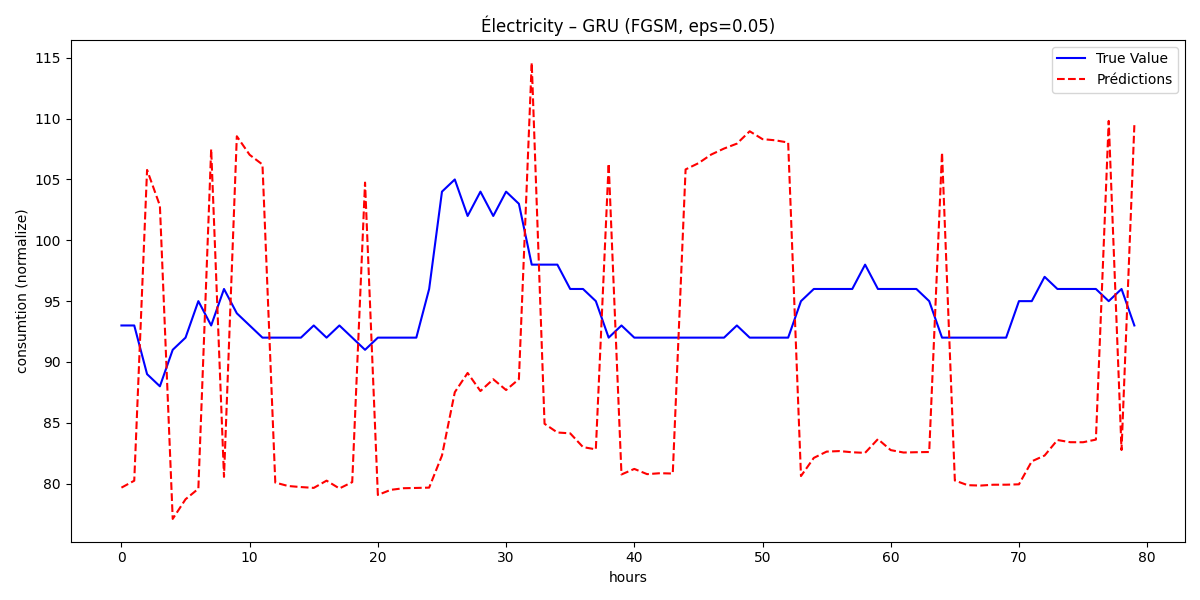 Électricity – GRU (FGSM, eps=0.05)
True Value
Prédictions
consumtion (normalize)
115
110
105
100
95
90
85
80
0 10 20 30 40 50 60 70 80
hours